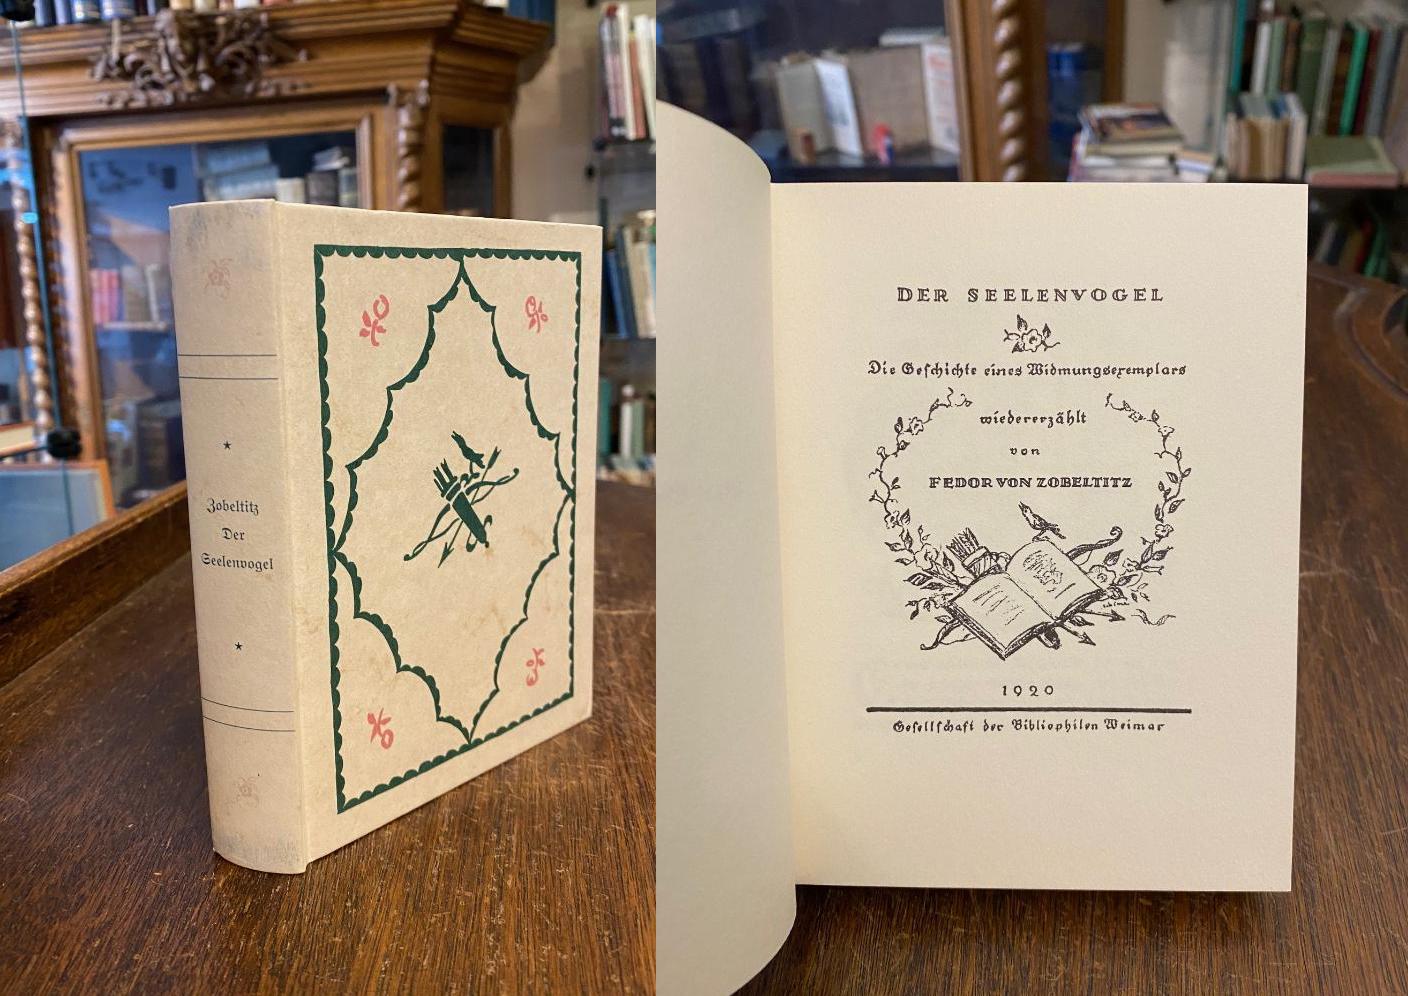 Zobeltitz
Der
Seelenvogel
DER SEELENVOGEL
Die Geschichte eines Widmungsexemplars
wiedererzählt
von
FEDOR VON ZOBELTITZ
1920
Gesellschaft der Bibliophilen Weimar